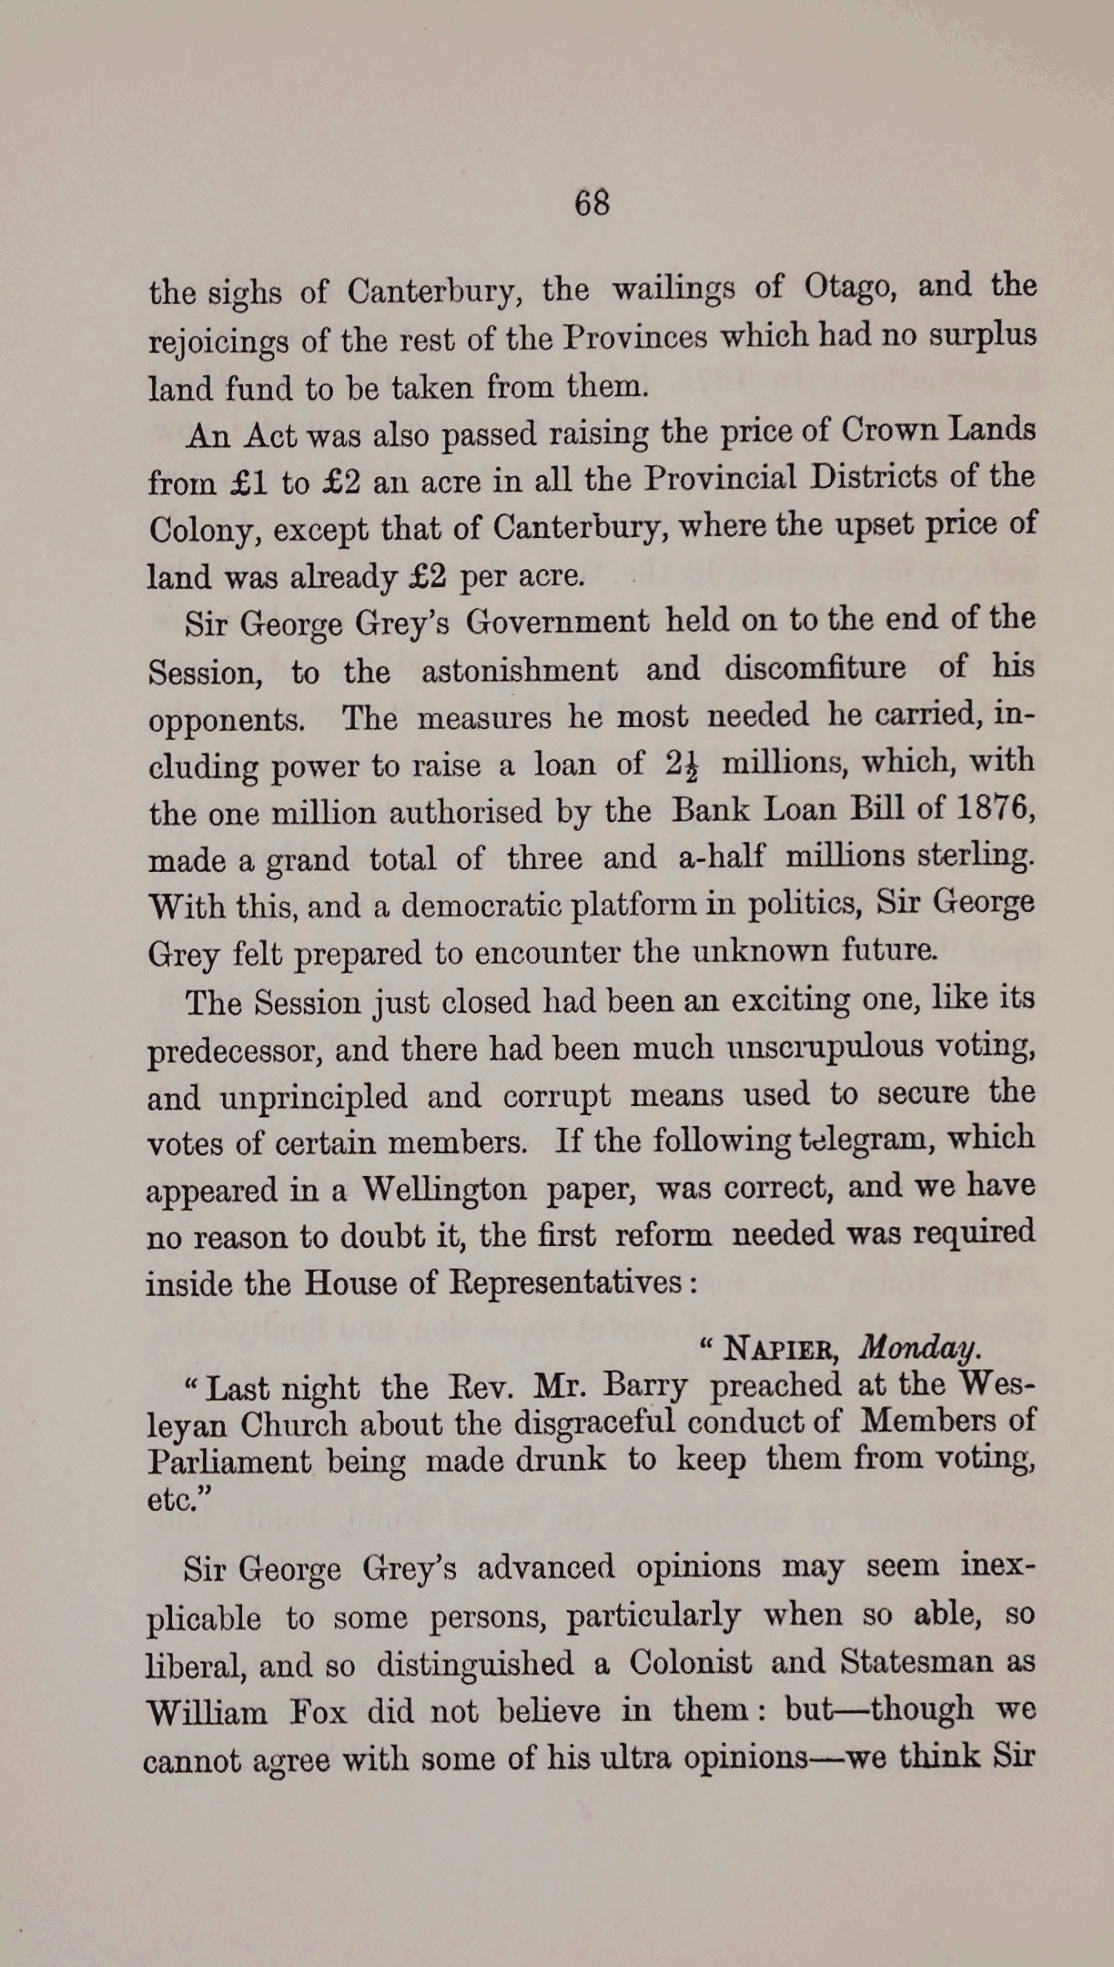 68
the sighs of Canterbury, the wailings of Otago, and the
rejoicings of the rest of the Provinces which had no surplus
land fund to be taken from them.
An Act was also passed raising the price of Crown Lands
from £1 to £2 an acre in all the Provincial Districts of the
Colony, except that of Canterbury, where the upset price of
land was already £2 per acre.
Sir George Grey's Government held on to the end of the
Session, to the astonishment and discomfiture of his
opponents. The measures he most needed he carried, in-
cluding power to raise a loan of 2½ millions, which, with
the one million authorised by the Bank Loan Bill of 1876,
made a grand total of three and a-half millions sterling.
With this, and a democratic platform in politics, Sir George
Grey felt prepared to encounter the unknown future.
The Session just closed had been an exciting one, like its
predecessor, and there had been much unscrupulous voting,
and unprincipled and corrupt means used to secure the
votes of certain members. If the following telegram, which
appeared in a Wellington paper, was correct, and we have
no reason to doubt it, the first reform needed was required
inside the House of Representatives:
“NAPIER, Monday.
“Last night the Rev. Mr. Barry preached at the Wes-
leyan Church about the disgraceful conduct of Members of
Parliament being made drunk to keep them from voting,
etc.”
Sir George Grey's advanced opinions may seem inex-
plicable to some persons, particularly when so able, so
liberal, and so distinguished a Colonist and Statesman as
William Fox did not believe in them: but—though we
cannot agree with some of his ultra opinions—we think Sir